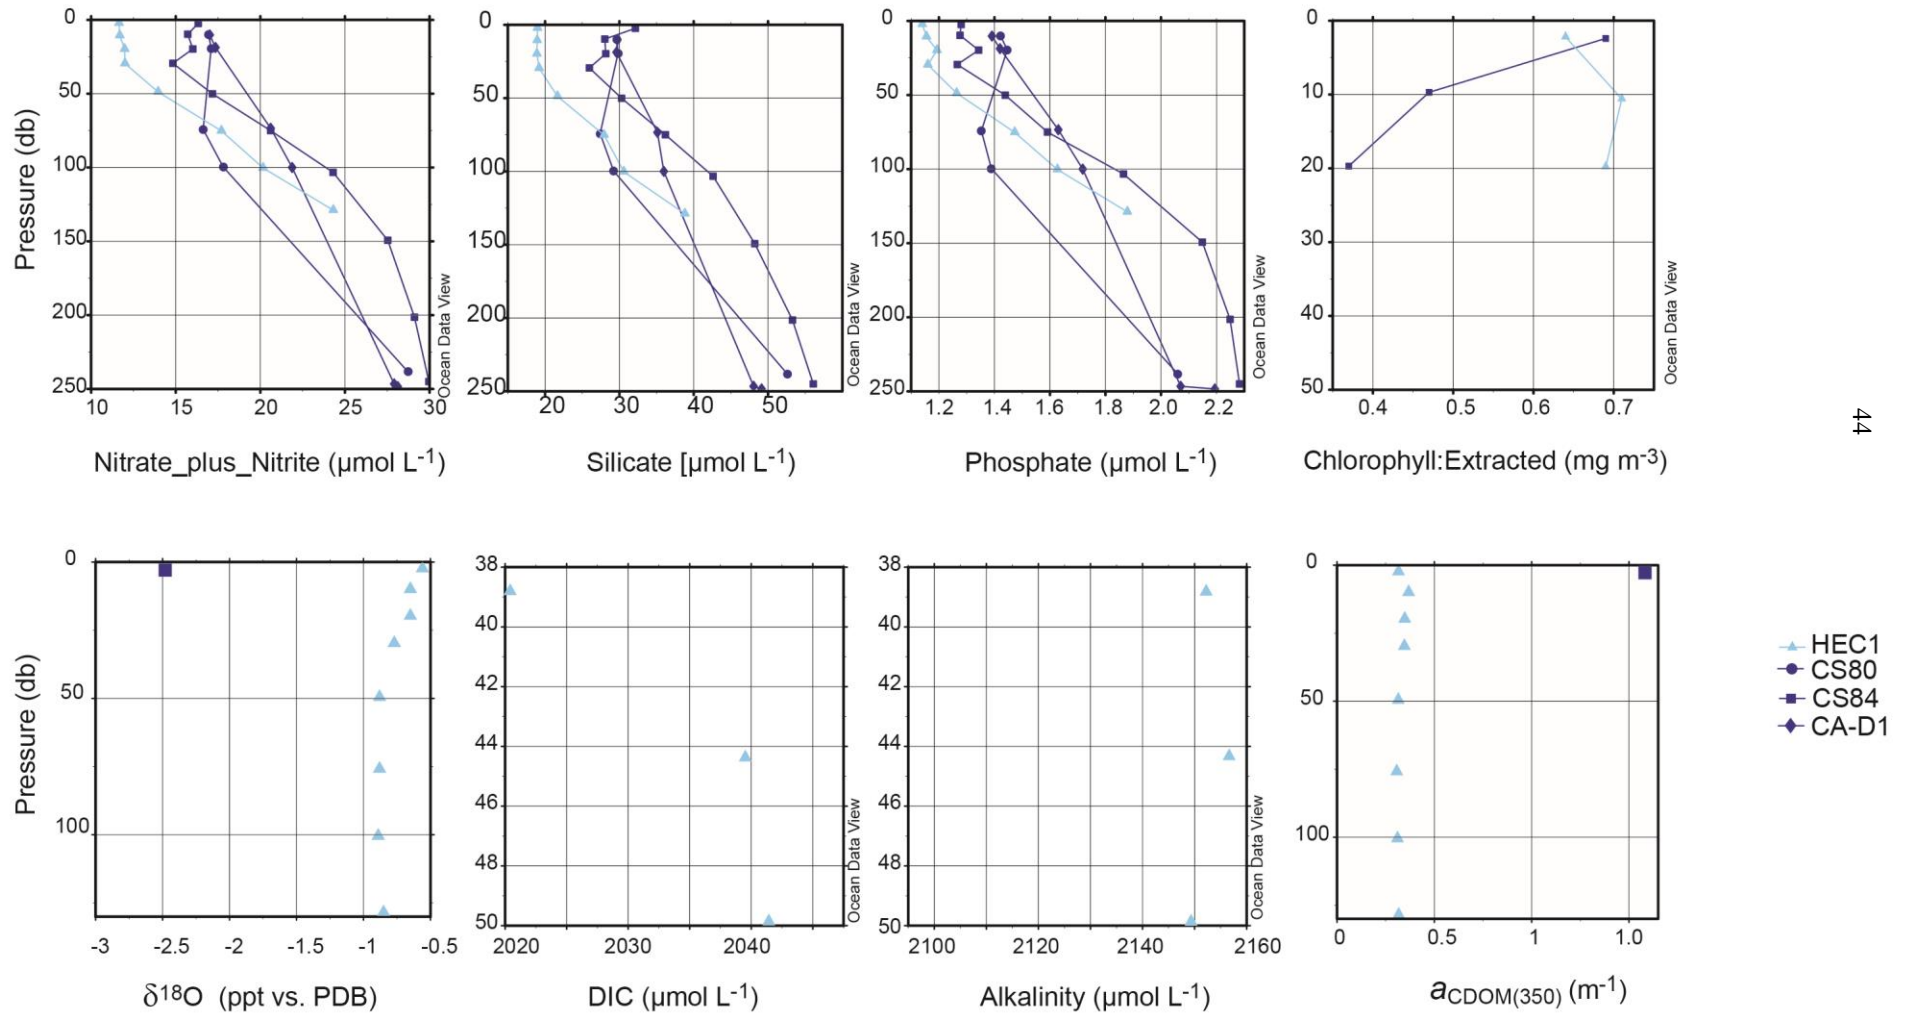 0
50
100
150
200
250
10 15 20 25 30
Pressure (db)
Nitrate_plus_Nitrite (µmol L-1)
Ocean Data View
0
50
100
150
200
250
20 30 40 50
Silicate [µmol L-1)
Ocean Data View
0
50
100
150
200
250
1.2 1.4 1.6 1.8 2.0 2.2
Phosphate (µmol L-1)
Ocean Data View
0
10
20
30
40
50
0.4 0.5 0.6 0.7
Chlorophyll:Extracted (mg m-3)
Ocean Data View
44
0
50
100
-3 -2.5 -2 -1.5 -1 -0.5
Pressure (db)
δ18O (ppt vs. PDB)
38
40
42
44
46
48
50
2020 2030 2040
DIC (µmol L-1)
Ocean Data View
38
40
42
44
46
48
50
2100 2120 2140 2160
Alkalinity (µmol L-1)
Ocean Data View
0
50
100
0 0.5 1 1.0
aCDOM(350) (m-1)
HEC1
CS80
CS84
CA-D1